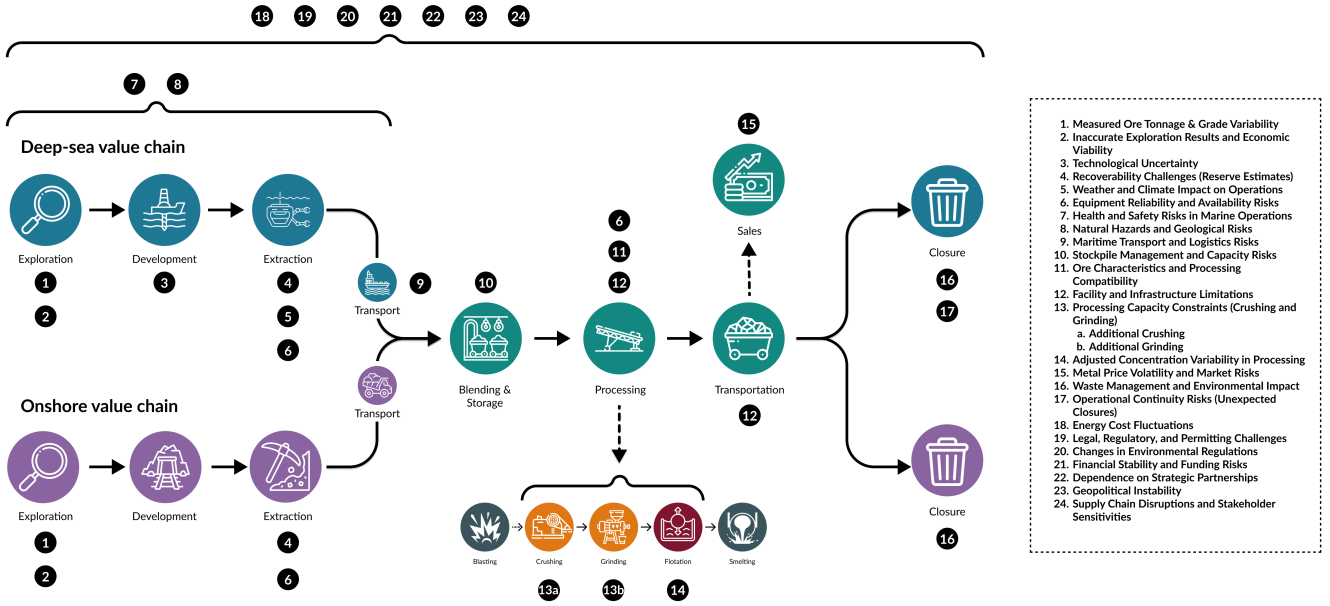 18 19 20 21 22 23 24
7 8
Deep-sea value chain
Exploration
1
2
Development
3
Extraction
4
5
6
Transport
9
Onshore value chain
Exploration
1
2
Development
Extraction
4
6
Transport
10
Blending &
Storage
6
11
12
Processing
15
Sales
Transportation
12
Closure
16
17
Closure
16
Blasting
Crushing
Grinding
Flotation
Smelting
13a
13b
14
1. Measured Ore Tonnage & Grade Variability
2. Inaccurate Exploration Results and Economic
Viability
3. Technological Uncertainty
4. Recoverability Challenges (Reserve Estimates)
5. Weather and Climate Impact on Operations
6. Equipment Reliability and Availability Risks
7. Health and Safety Risks in Marine Operations
8. Natural Hazards and Geological Risks
9. Maritime Transport and Logistics Risks
10. Stockpile Management and Capacity Risks
11. Ore Characteristics and Processing
Compatibility
12. Facility and Infrastructure Limitations
13. Processing Capacity Constraints (Crushing and
Grinding)
a. Additional Crushing
b. Additional Grinding
14. Adjusted Concentration Variability in Processing
15. Metal Price Volatility and Market Risks
16. Waste Management and Environmental Impact
17. Operational Continuity Risks (Unexpected
Closures)
18. Energy Cost Fluctuations
19. Legal, Regulatory, and Permitting Challenges
20. Changes in Environmental Regulations
21. Financial Stability and Funding Risks
22. Dependence on Strategic Partnerships
23. Geopolitical Instability
24. Supply Chain Disruptions and Stakeholder
Sensitivities